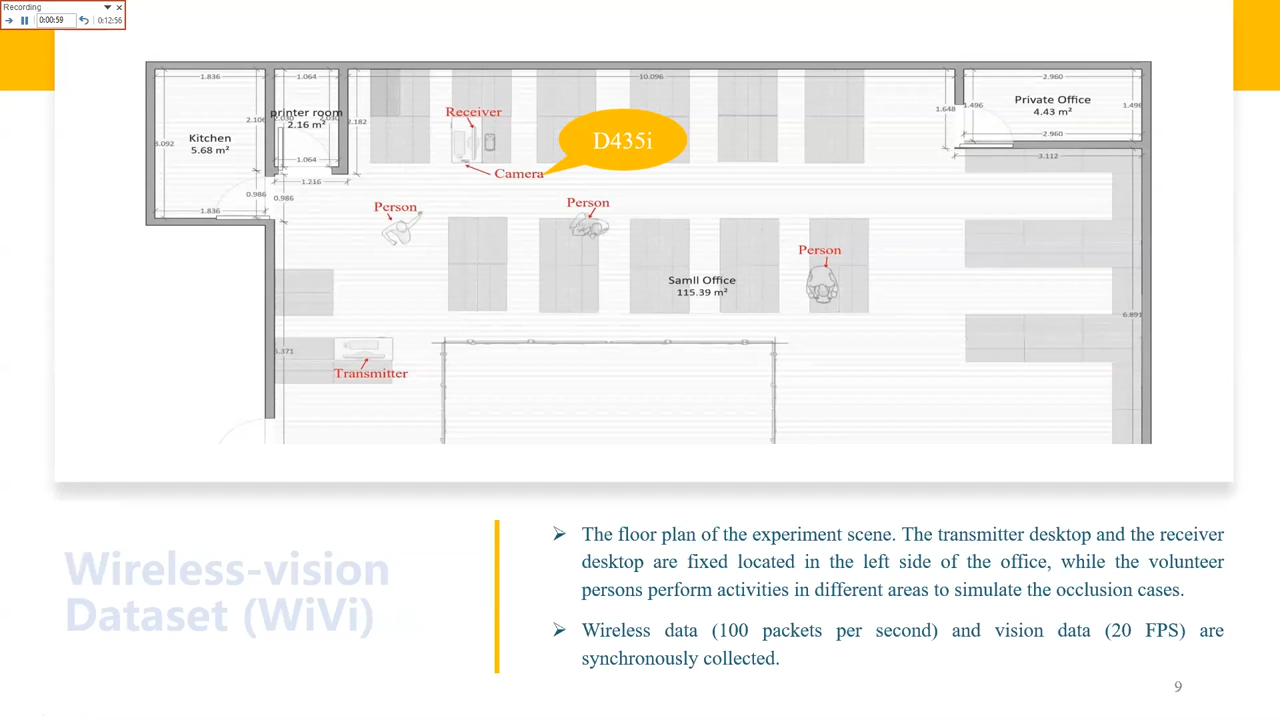 Recording
0:00:59
0:12:56
1.836
1.064
10.096
2.960
Private Office
4.43 m²
1.496
1.496
1.648
Receiver
printer room
2.16 m²
2.106
2.182
D435i
Kitchen
5.68 m²
3.092
2.960
3.112
1.064
Camera
1.216
0.986
0.986
1.836
Person
Person
Person
Samll Office
115.39 m²
6.891
Transmitter
Wireless-vision
Dataset (WiVi)
➢ The floor plan of the experiment scene. The transmitter desktop and the receiver
desktop are fixed located in the left side of the office, while the volunteer
persons perform activities in different areas to simulate the occlusion cases.
➢ Wireless data (100 packets per second) and vision data (20 FPS) are
synchronously collected.
9